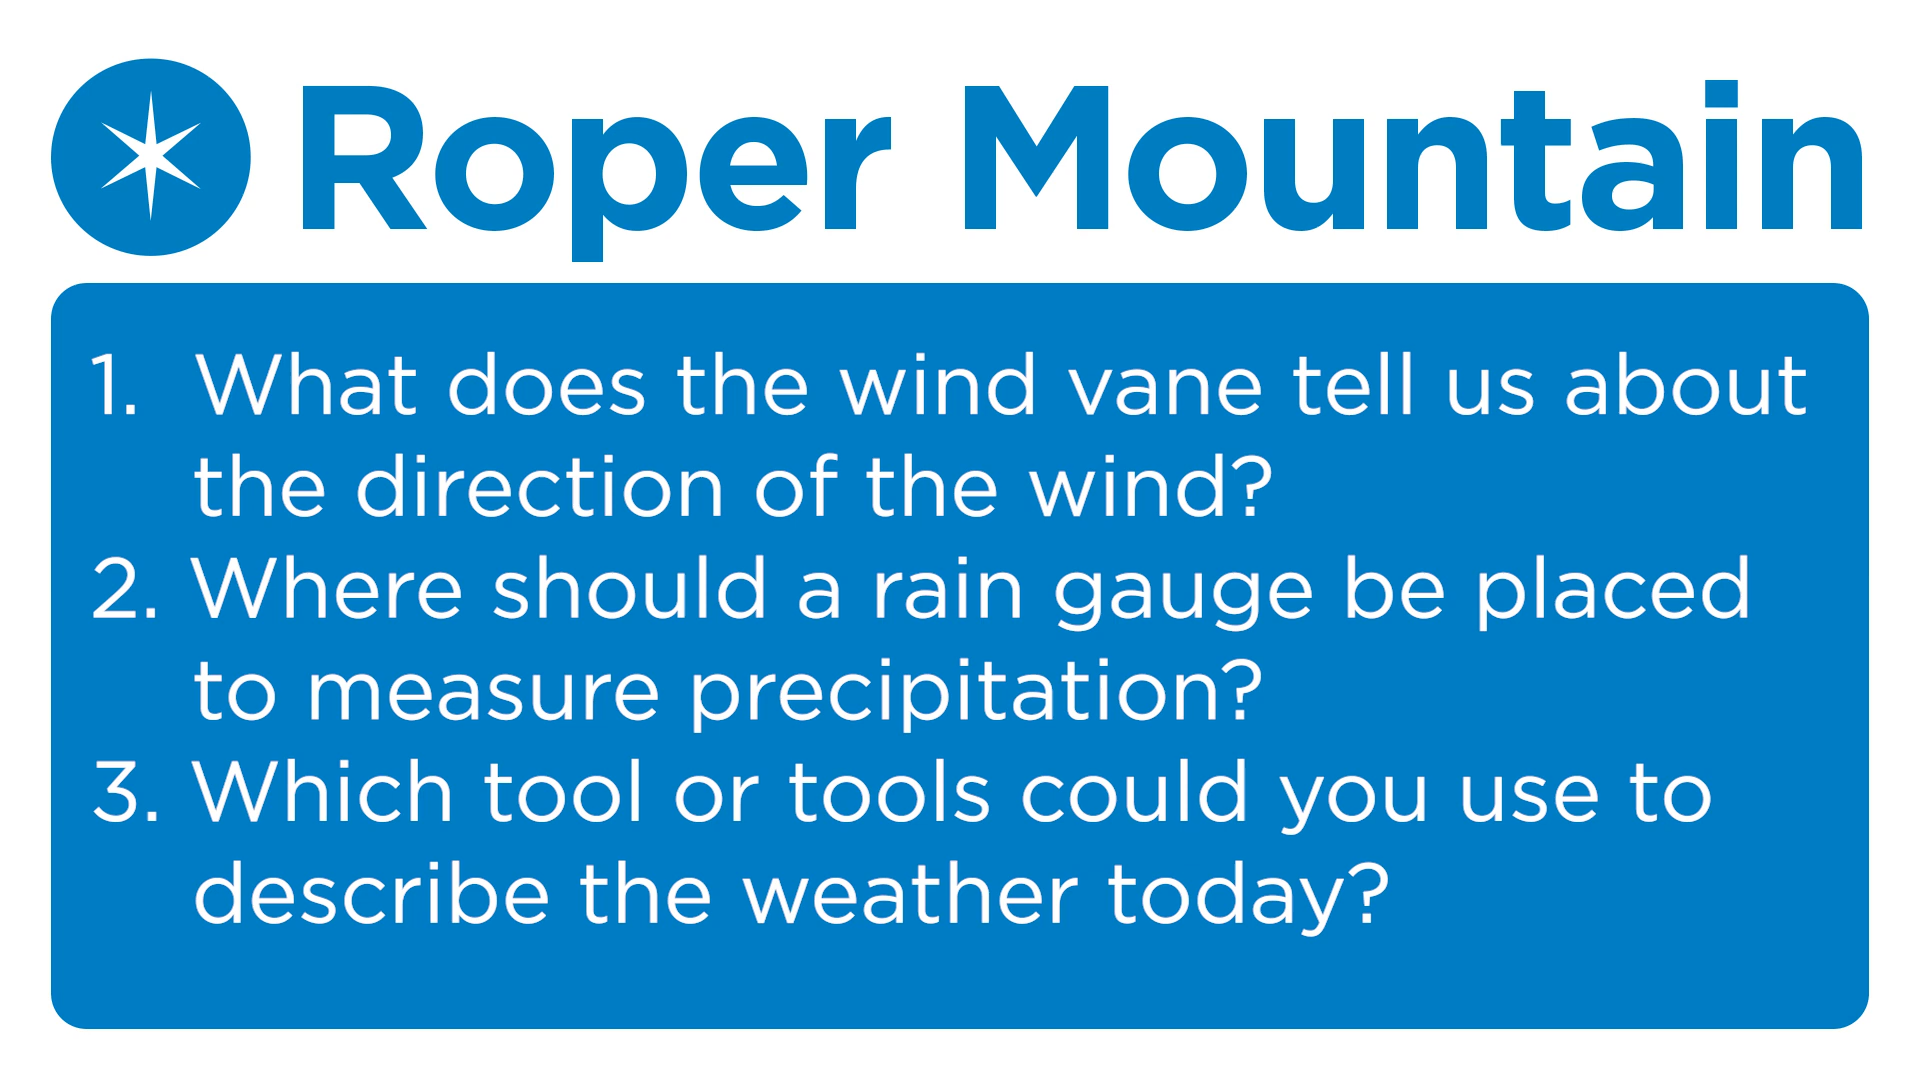 Roper Mountain
1. What does the wind vane tell us about
the direction of the wind?
2. Where should a rain gauge be placed
to measure precipitation?
3. Which tool or tools could you use to
describe the weather today?